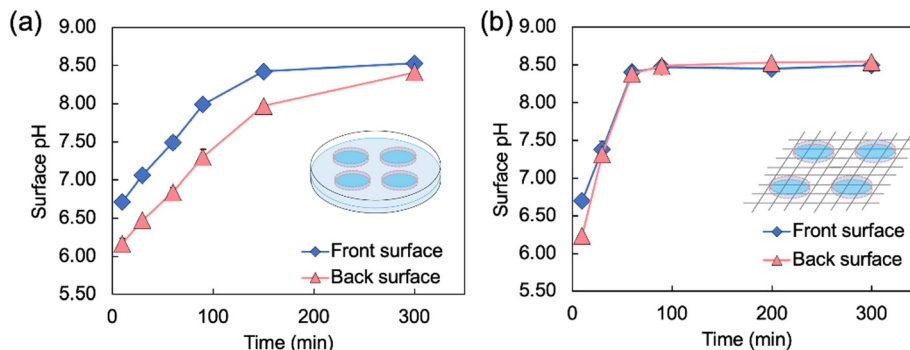 (a)
9.00
8.50
8.00
7.50
7.00
6.50
6.00
5.50
Surface pH
0
100
200
300
Time (min)
Front surface
Back surface
(b)
9.00
8.50
8.00
7.50
7.00
6.50
6.00
5.50
Surface pH
0
100
200
300
Time (min)
Front surface
Back surface